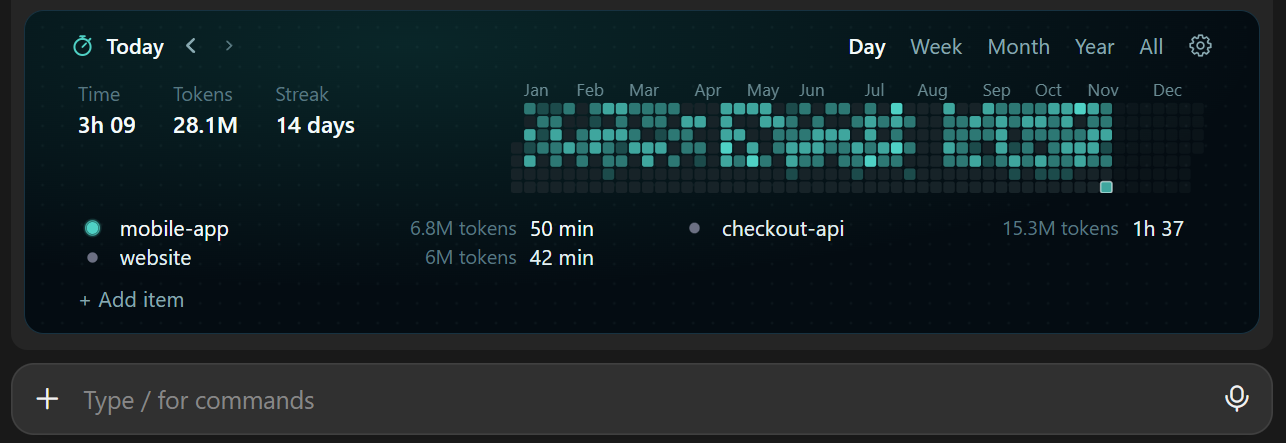 Today Day Week Month Year All
Time Tokens Streak
3h 09 28.1M 14 days
Jan Feb Mar Apr May Jun Jul Aug Sep Oct Nov Dec
mobile-app 6.8M tokens 50 min
checkout-api 15.3M tokens 1h 37
website 6M tokens 42 min
+ Add item
Type / for commands